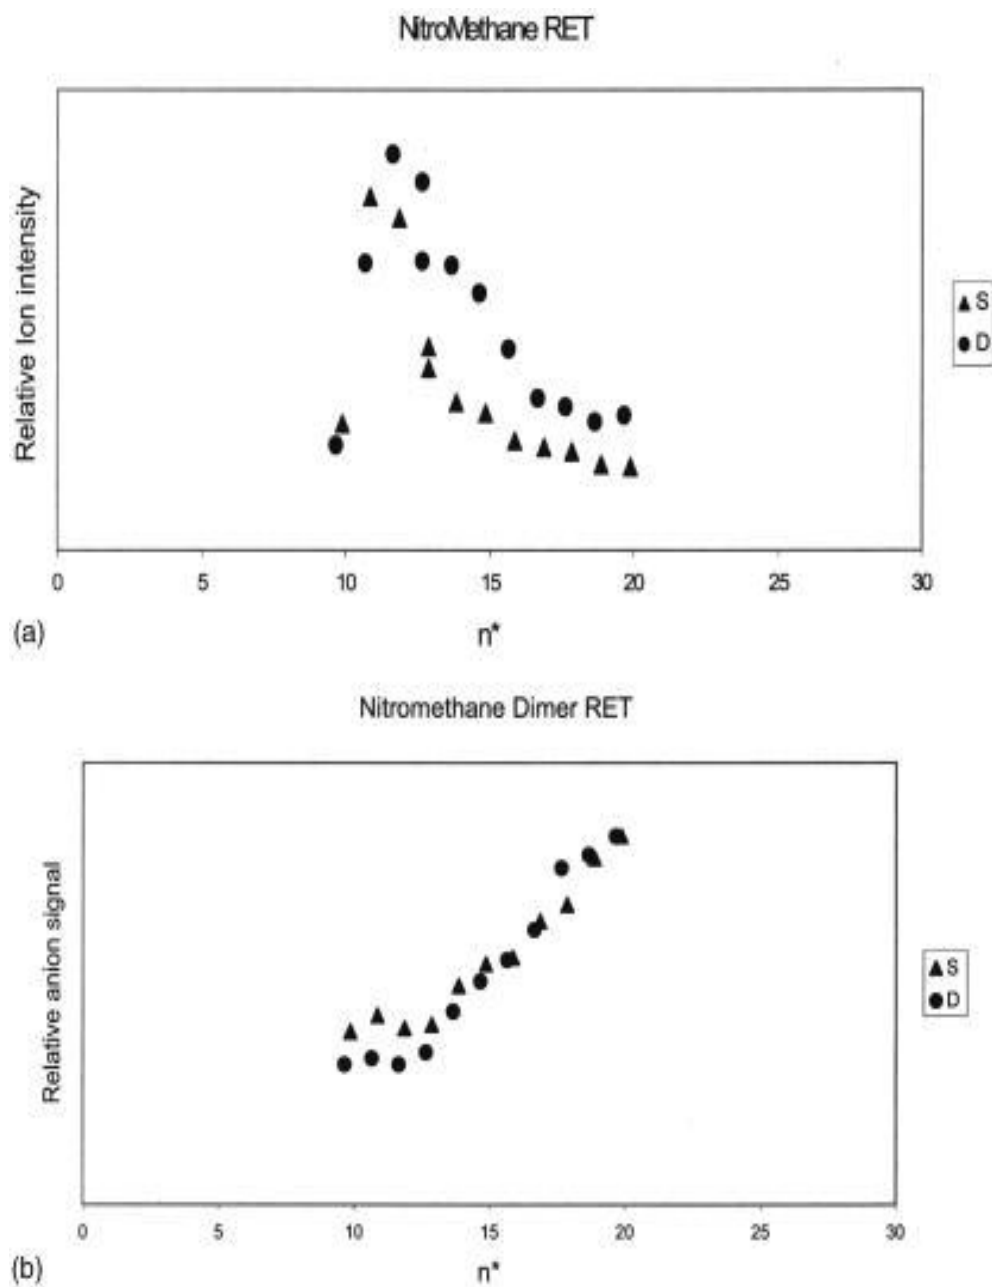 NitroMethane RET
Relative Ion intensity
S
D
0 5 10 15 20 25 30
(a)
n*
Nitromethane Dimer RET
Relative anion signal
S
D
0 5 10 15 20 25 30
(b)
n*